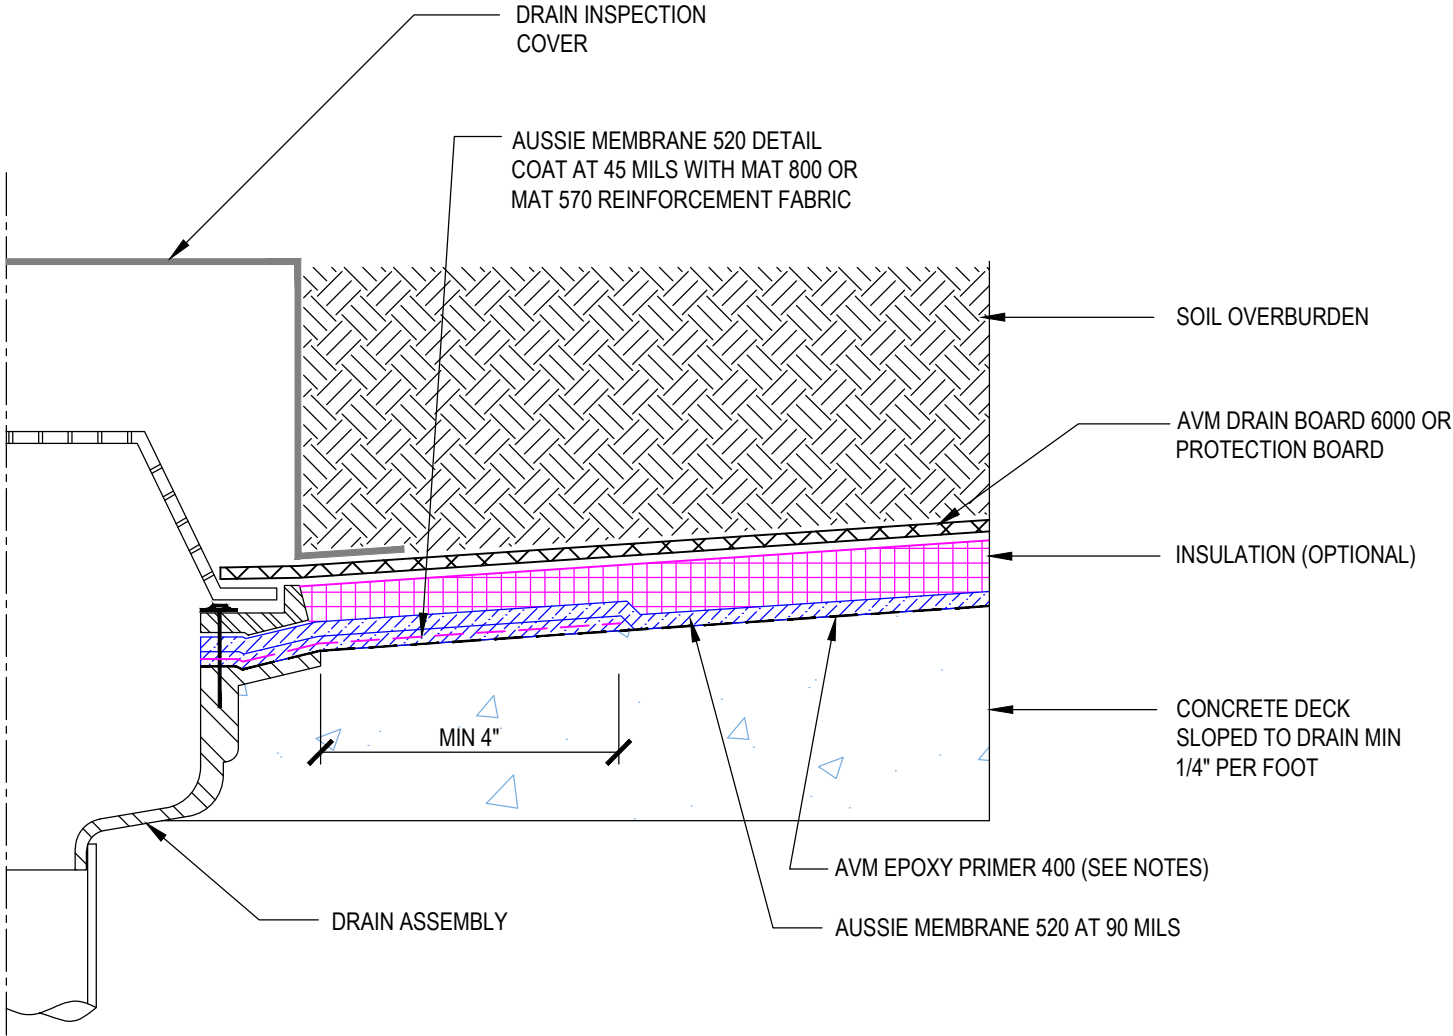 DRAIN INSPECTION
COVER
AUSSIE MEMBRANE 520 DETAIL
COAT AT 45 MILS WITH MAT 800 OR
MAT 570 REINFORCEMENT FABRIC
SOIL OVERBURDEN
AVM DRAIN BOARD 6000 OR
PROTECTION BOARD
INSULATION (OPTIONAL)
CONCRETE DECK
SLOPED TO DRAIN MIN
1/4" PER FOOT
MIN 4"
AVM EPOXY PRIMER 400 (SEE NOTES)
DRAIN ASSEMBLY
AUSSIE MEMBRANE 520 AT 90 MILS